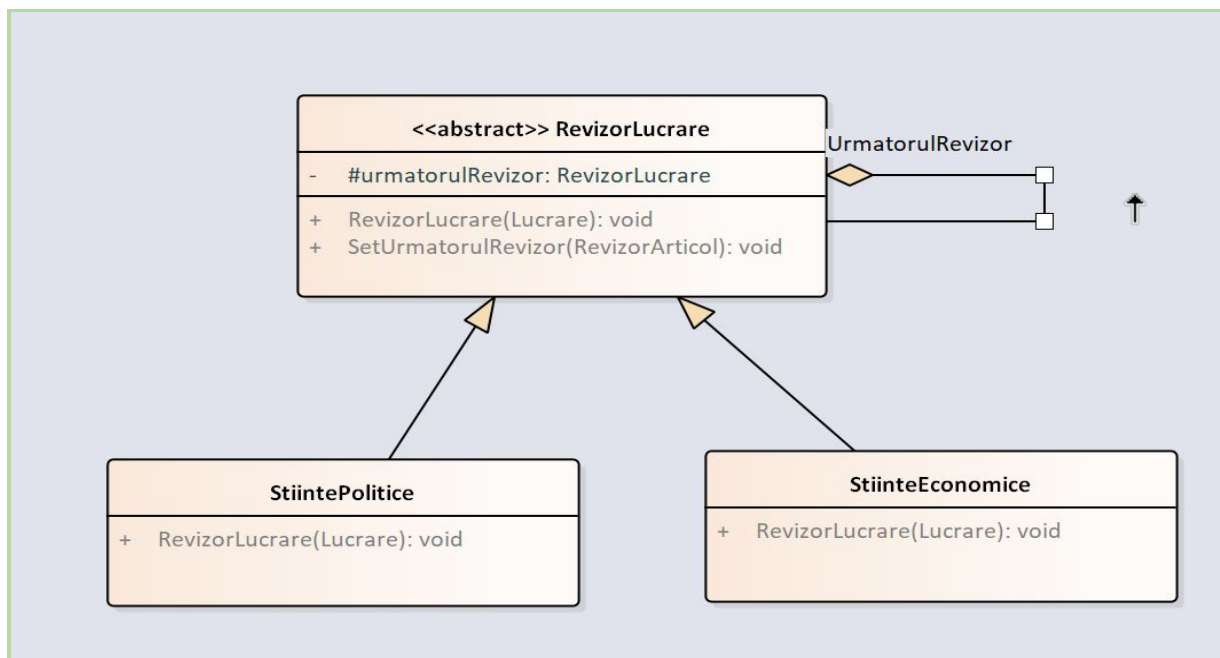 <<abstract>> RevizorLucrare
UrmatorulRevizor
- #urmatorulRevizor: RevizorLucrare
+ RevizorLucrare(Lucrare): void
+ SetUrmatorulRevizor(RevizorArticol): void
StiintePolitice
+ RevizorLucrare(Lucrare): void
StiinteEconomice
+ RevizorLucrare(Lucrare): void